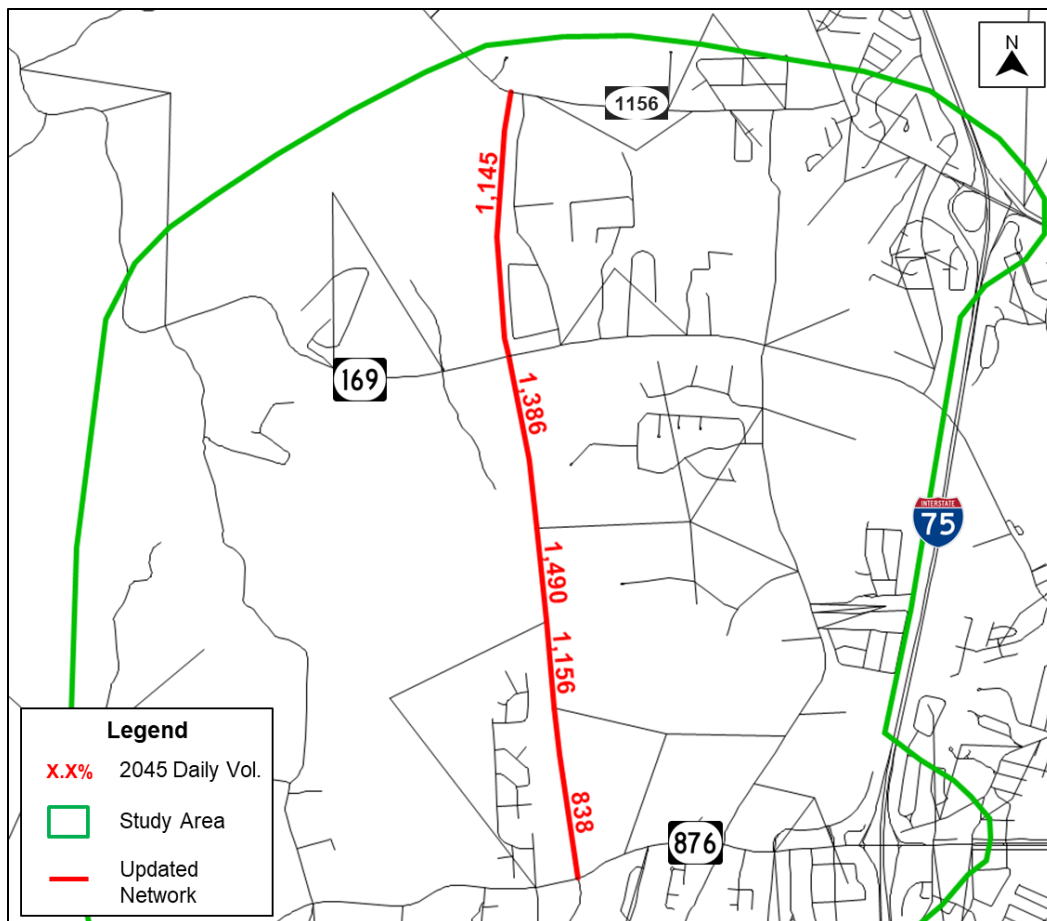 N
1156
1,145
169
1,386
INTERSTATE
75
1,490
1,156
838
876
Legend
X.X% 2045 Daily Vol.
Study Area
Updated
Network